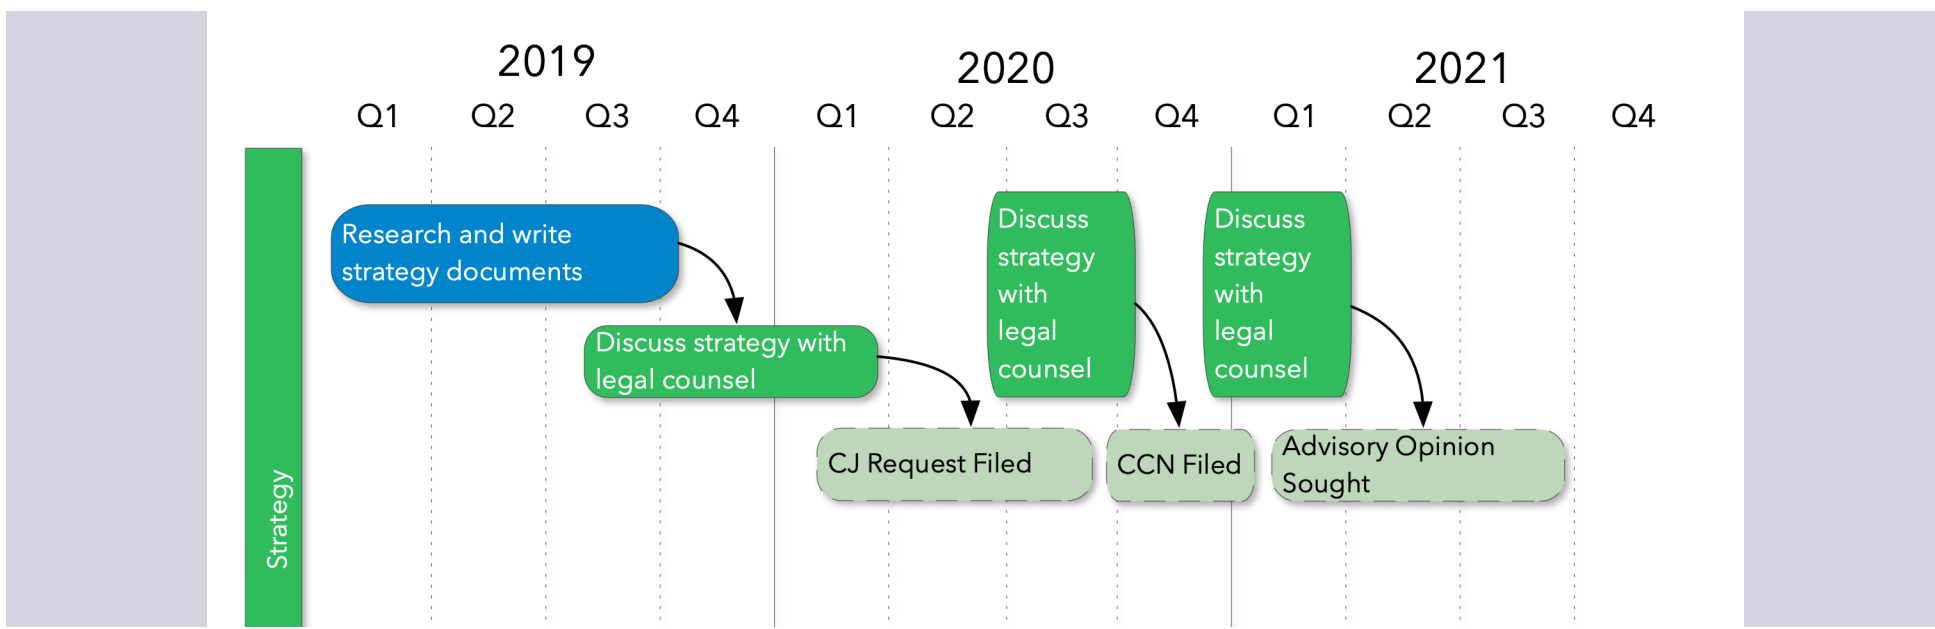 2019
2020
2021
Q1 Q2 Q3 Q4 Q1 Q2 Q3 Q4 Q1 Q2 Q3 Q4
Strategy
Research and write
strategy documents
Discuss strategy with
legal counsel
Discuss
strategy
with
legal
counsel
Discuss
strategy
with
legal
counsel
CJ Request Filed
CCN Filed
Advisory Opinion
Sought